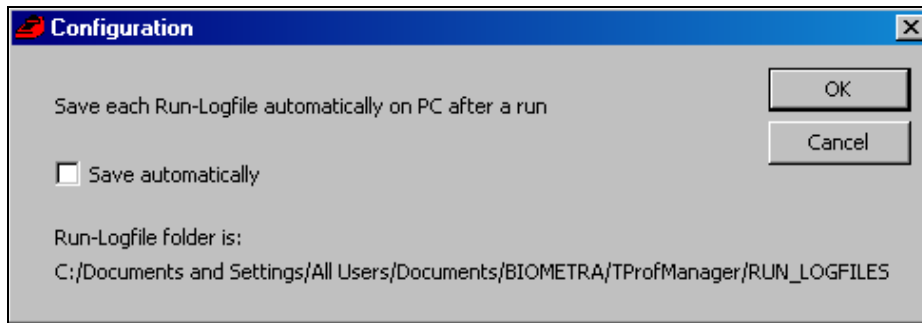 Configuration
OK
Save each Run-Logfile automatically on PC after a run
Cancel
Save automatically
Run-Logfile folder is:
C:/Documents and Settings/All Users/Documents/BIOMETRA/TProfManager/RUN_LOGFILES